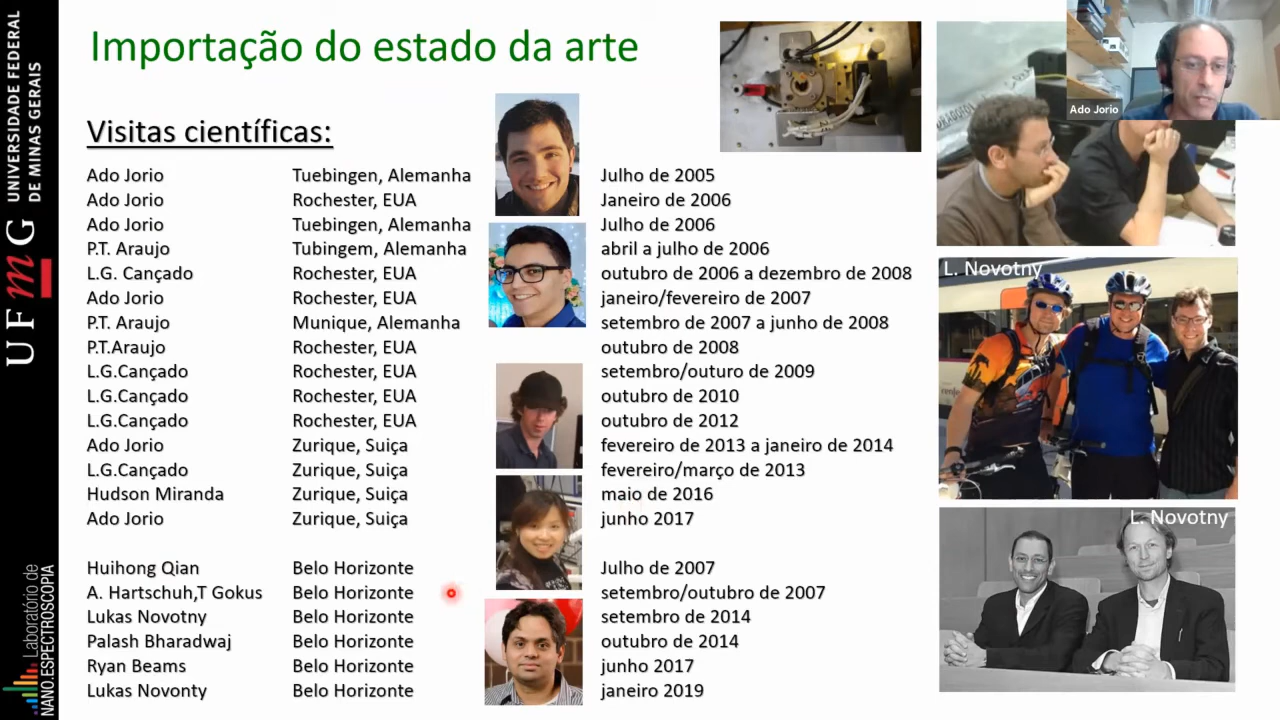 Importação do estado da arte
Visitas científicas:
Ado Jorio Tuebingen, Alemanha Julho de 2005
Ado Jorio Rochester, EUA Janeiro de 2006
Ado Jorio Tuebingen, Alemanha Julho de 2006
P.T. Araujo Tubingem, Alemanha abril a julho de 2006
L.G. Cançado Rochester, EUA outubro de 2006 a dezembro de 2008
Ado Jorio Rochester, EUA janeiro/fevereiro de 2007
P.T. Araujo Munique, Alemanha setembro de 2007 a junho de 2008
P.T.Araujo Rochester, EUA outubro de 2008
L.G.Cançado Rochester, EUA setembro/outuro de 2009
L.G.Cançado Rochester, EUA outubro de 2010
L.G.Cançado Rochester, EUA outubro de 2012
Ado Jorio Zurique, Suiça fevereiro de 2013 a janeiro de 2014
L.G.Cançado Zurique, Suiça fevereiro/março de 2013
Hudson Miranda Zurique, Suiça maio de 2016
Ado Jorio Zurique, Suiça junho 2017
Huihong Qian Belo Horizonte Julho de 2007
A. Hartschuh,T Gokus Belo Horizonte setembro/outubro de 2007
Lukas Novotny Belo Horizonte setembro de 2014
Palash Bharadwaj Belo Horizonte outubro de 2014
Ryan Beams Belo Horizonte junho 2017
Lukas Novonty Belo Horizonte janeiro 2019
Ado Jorio
L. Novotny
L. Novotny
UFmG
UNIVERSIDADE FEDERAL
DE MINAS GERAIS
Laboratório de
NANO.ESPECTROSCOPIA